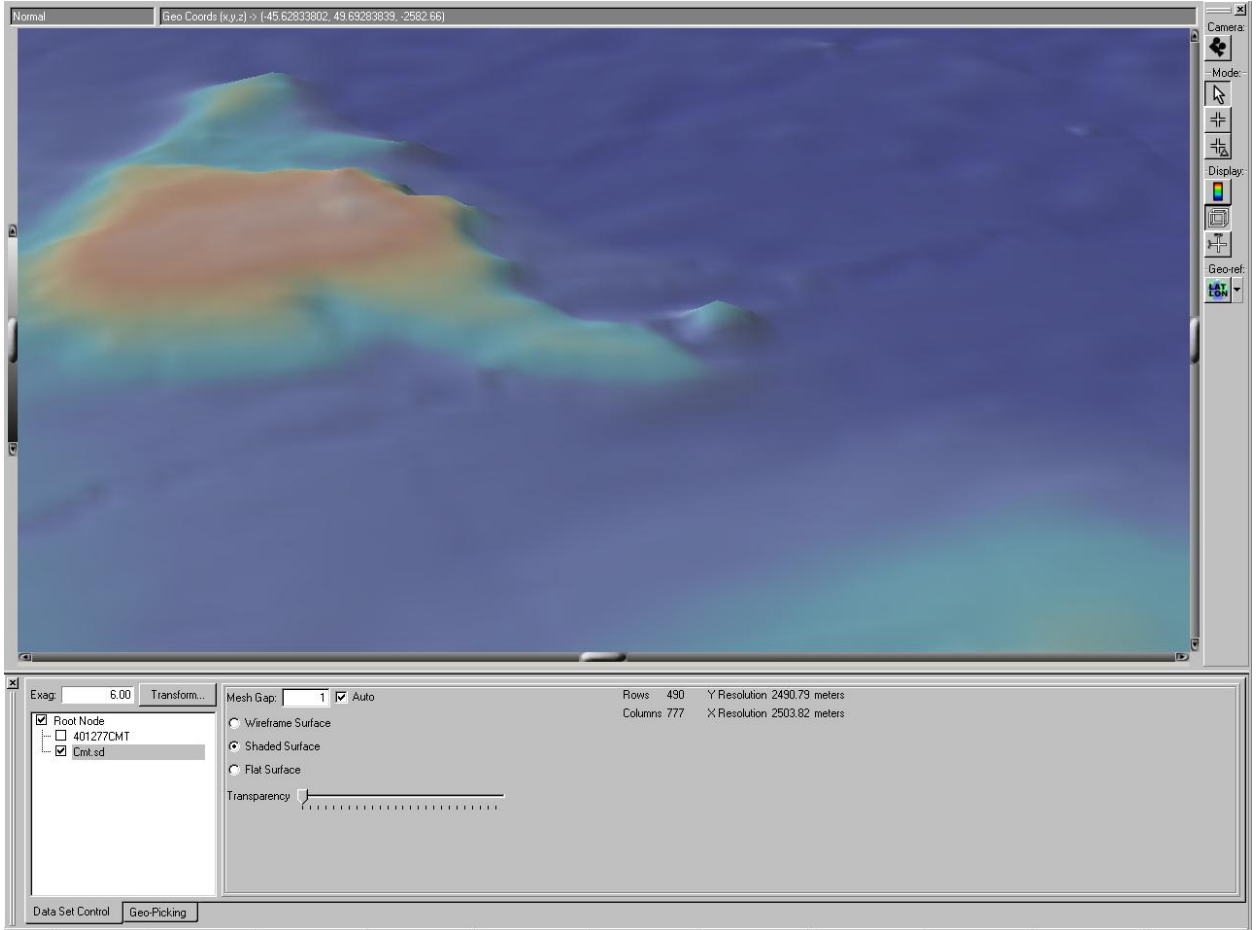 Normal
Geo Coords (x,y,z) -> (-45.62833802, 49.69283839, -2582.66)
Camera:
Mode:
Display:
Geo-ref:
LAT
LON
Exag: 6.00 Transform...
Root Node
401277CMT
Cmt.sd
Mesh Gap: 1 Auto
Wireframe Surface
Shaded Surface
Flat Surface
Transparency
Rows 490 Y Resolution 2490.79 meters
Columns 777 X Resolution 2503.82 meters
Data Set Control Geo-Picking